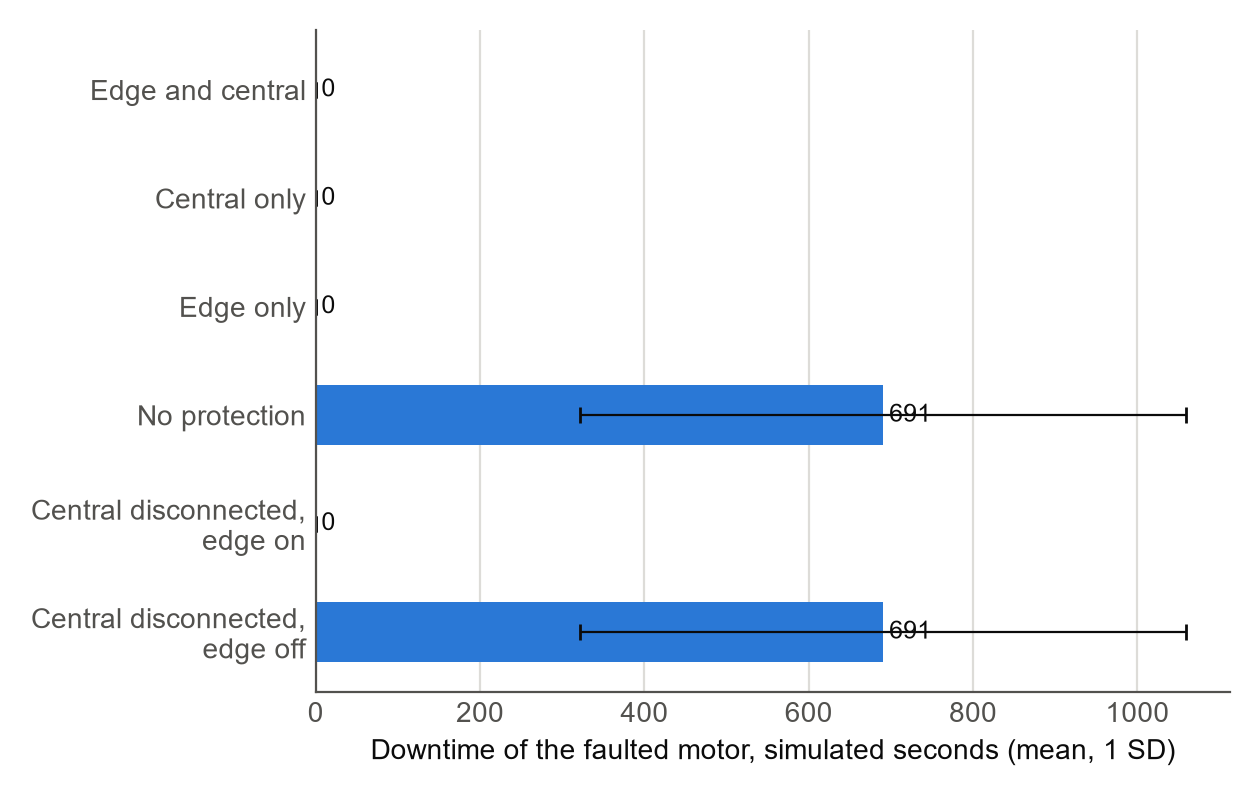 Edge and central 0
Central only 0
Edge only 0
No protection 691
Central disconnected,
edge on 0
Central disconnected,
edge off 691
0 200 400 600 800 1000
Downtime of the faulted motor, simulated seconds (mean, 1 SD)